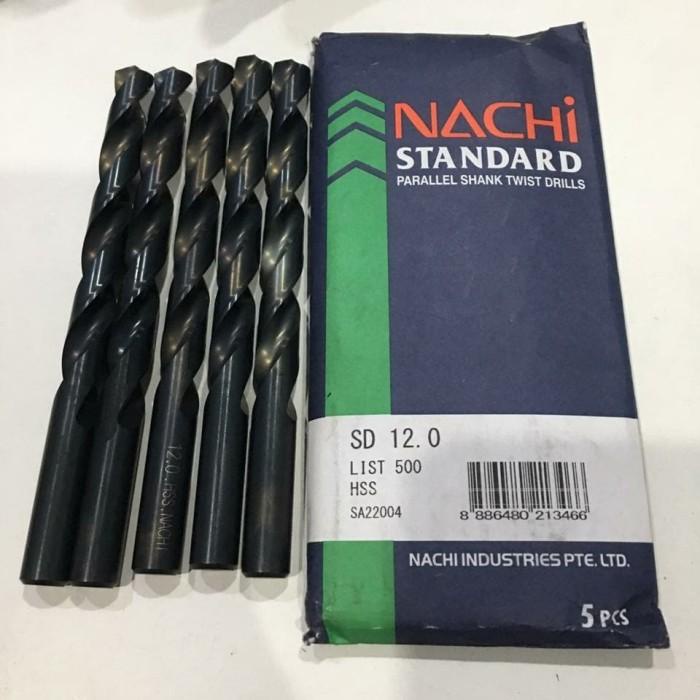 NACHi
STANDARD
PARALLEL SHANK TWIST DRILLS
SD 12.0
LIST 500
HSS
SA22004
8 886480 213466
NACHI INDUSTRIES PTE. LTD.
5 PCS
12.0.HSS.NACHI